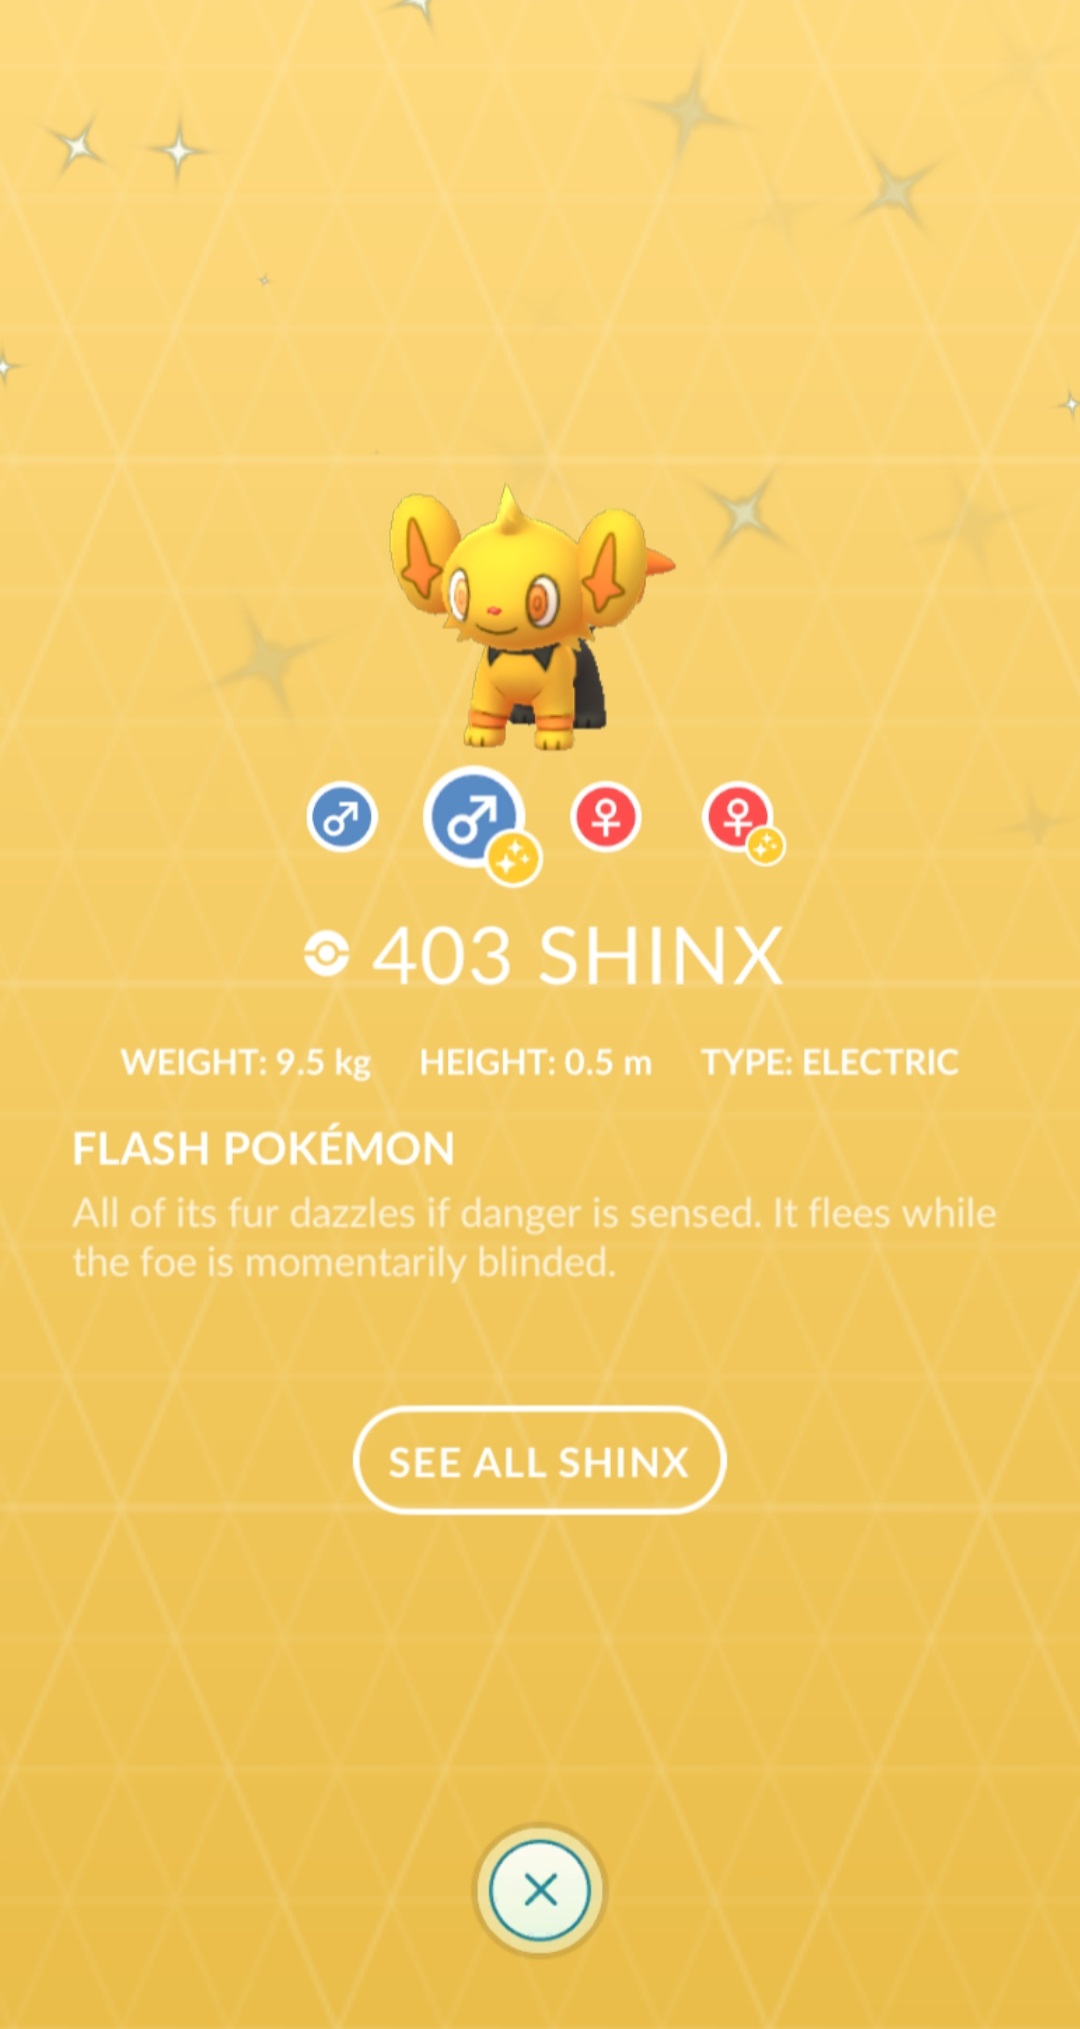 403 SHINX
WEIGHT: 9.5 kg HEIGHT: 0.5 m TYPE: ELECTRIC
FLASH POKÉMON
All of its fur dazzles if danger is sensed. It flees while
the foe is momentarily blinded.
SEE ALL SHINX